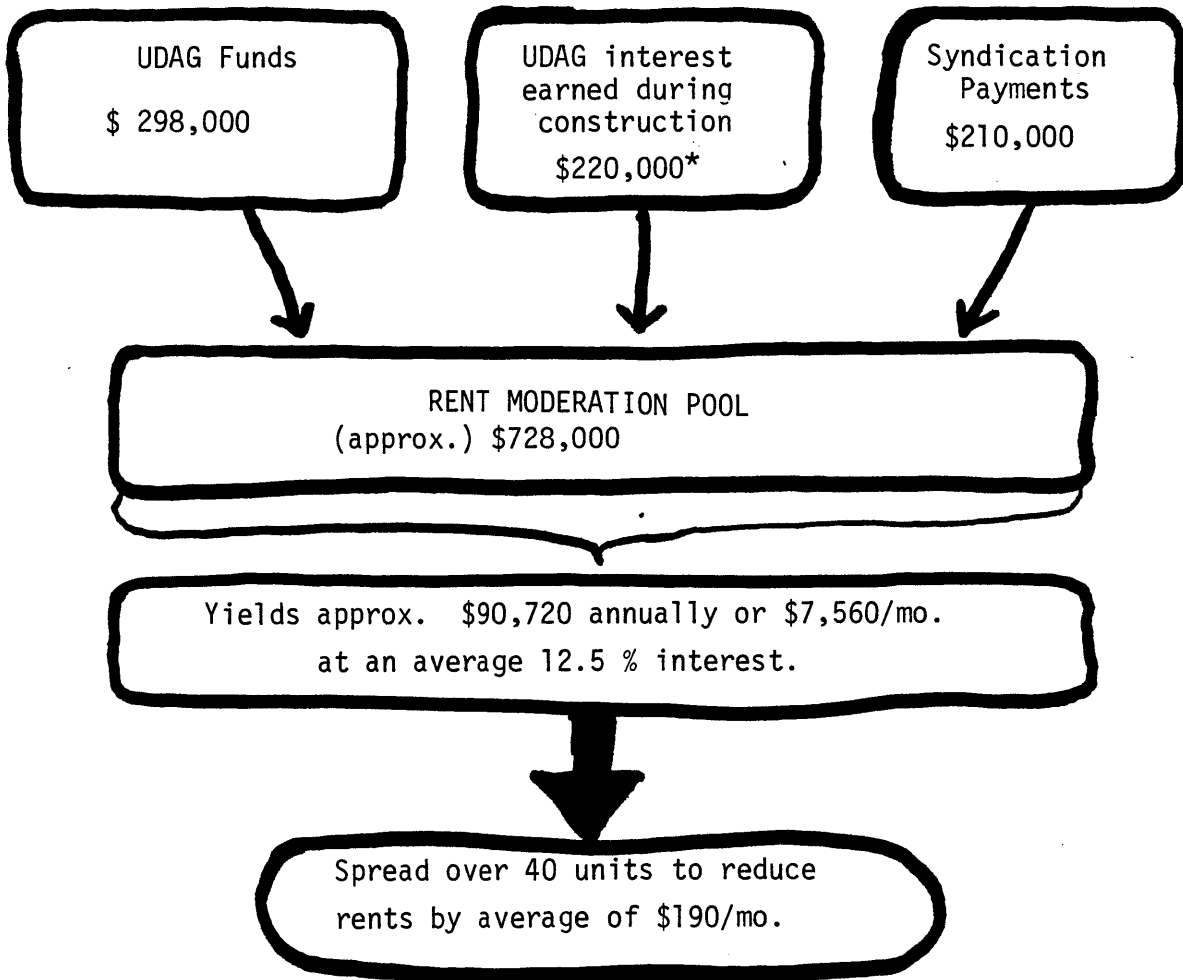 UDAG Funds
$ 298,000
UDAG interest
earned during
construction
$220,000*
Syndication
Payments
$210,000
RENT MODERATION POOL
(approx.) $728,000
Yields approx. $90,720 annually or $7,560/mo.
at an average 12.5 % interest.
Spread over 40 units to reduce
rents by average of $190/mo.